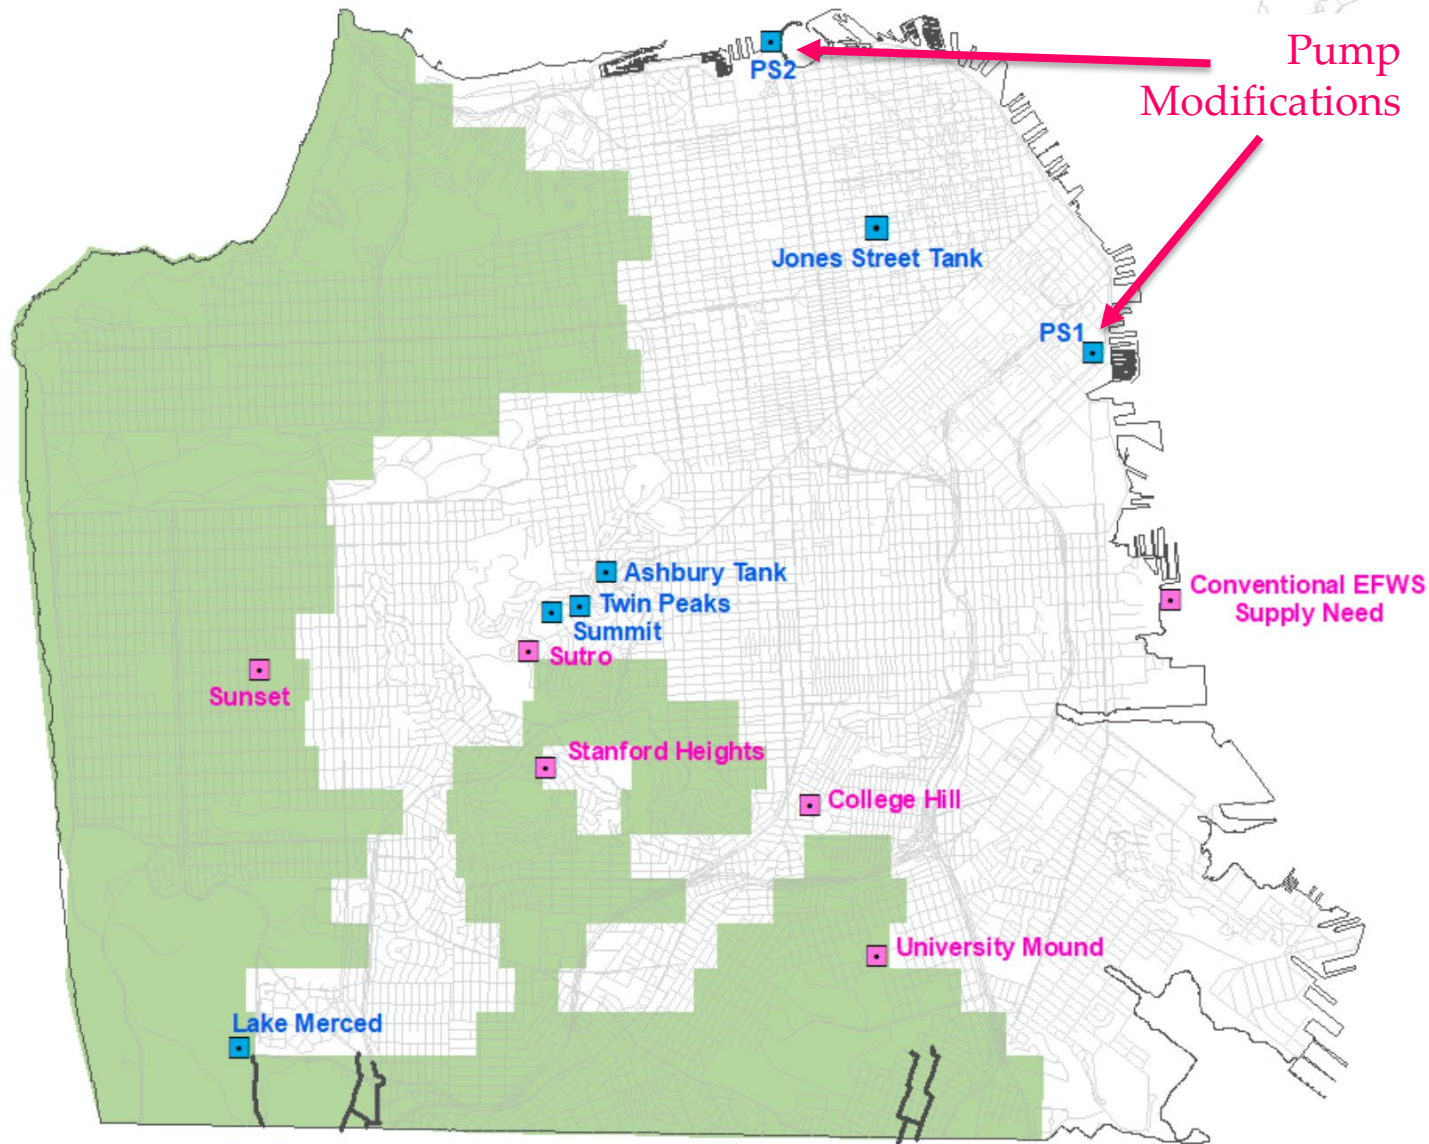 Pump
Modifications
PS2
Jones Street Tank
PS1
Ashbury Tank
Twin Peaks
Summit
Conventional EFWS
Supply Need
Sutro
Sunset
Stanford Heights
College Hill
University Mound
Lake Merced